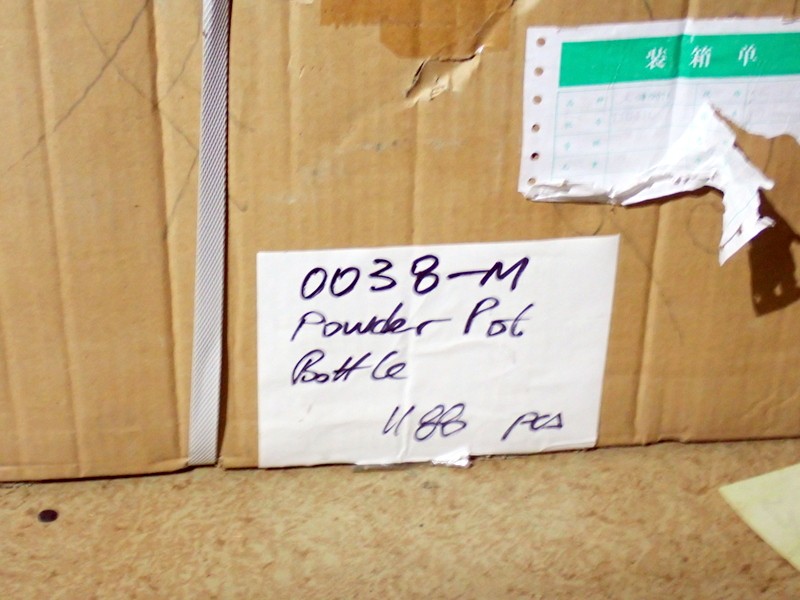 装箱单
0038-M
Powder Pot
Bottle
1188 pcs